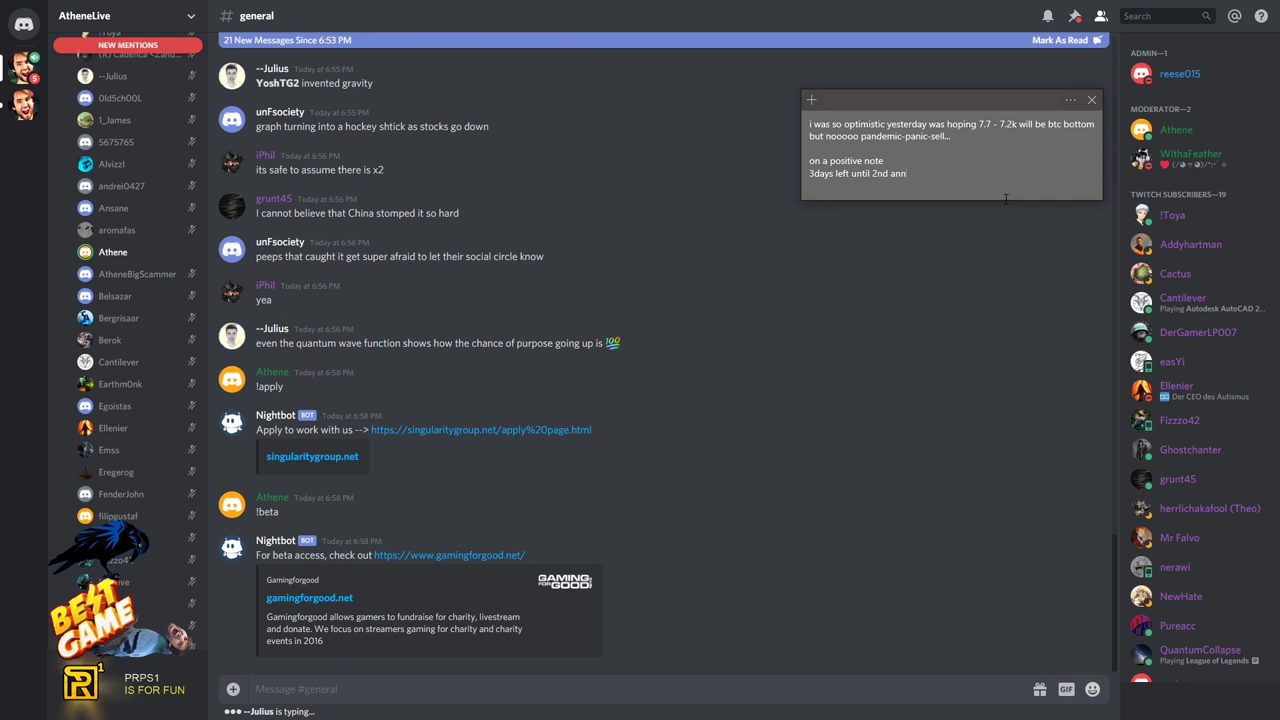 AtheneLive
general
Search
21 New Messages Since 6:53 PM
Mark As Read
NEW MENTIONS
--Julius
0ld5ch00L
1_James
5675765
Alvizzl
andrei0427
Ansane
aromafas
Athene
AtheneBigScammer
Belsazar
Bergrisaar
Berok
Cantilever
Earthm0nk
Egoistas
Ellenier
Emss
Eregerog
FenderJohn
filipgustaf
BEST GAME
PRPS1
IS FOR FUN
5
--Julius Today at 6:55 PM
YoshTG2 invented gravity
unFsociety Today at 6:55 PM
graph turning into a hockey shtick as stocks go down
iPhil Today at 6:56 PM
its safe to assume there is x2
grunt45 Today at 6:56 PM
I cannot believe that China stomped it so hard
unFsociety Today at 6:56 PM
peeps that caught it get super afraid to let their social circle know
iPhil Today at 6:56 PM
yea
--Julius Today at 6:56 PM
even the quantum wave function shows how the chance of purpose going up is 💯
Athene Today at 6:58 PM
!apply
Nightbot BOT Today at 6:58 PM
Apply to work with us --> https://singularitygroup.net/apply%20page.html
singularitygroup.net
Athene Today at 6:58 PM
!beta
Nightbot BOT Today at 6:58 PM
For beta access, check out https://www.gamingforgood.net/
Gamingforgood
GAMING FOR GOOD
gamingforgood.net
Gamingforgood allows gamers to fundraise for charity, livestream
and donate. We focus on streamers gaming for charity and charity
events in 2016
Message #general
GIF
--Julius is typing...
i was so optimistic yesterday was hoping 7.7 - 7.2k will be btc bottom
but nooooo pandemic-panic-sell...
on a positive note
3days left until 2nd ann
ADMIN—1
reese015
MODERATOR—2
Athene
WithaFeather
TWITCH SUBSCRIBERS—19
!Toya
Addyhartman
Cactus
Cantilever
Playing Autodesk AutoCAD 2...
DerGamerLP007
easYi
Ellenier
Der CEO des Autismus
Fizzzo42
Ghostchanter
grunt45
herrlichakafool (Theo)
Mr Falvo
nerawi
NewHate
Pureacc
QuantumCollapse
Playing League of Legends